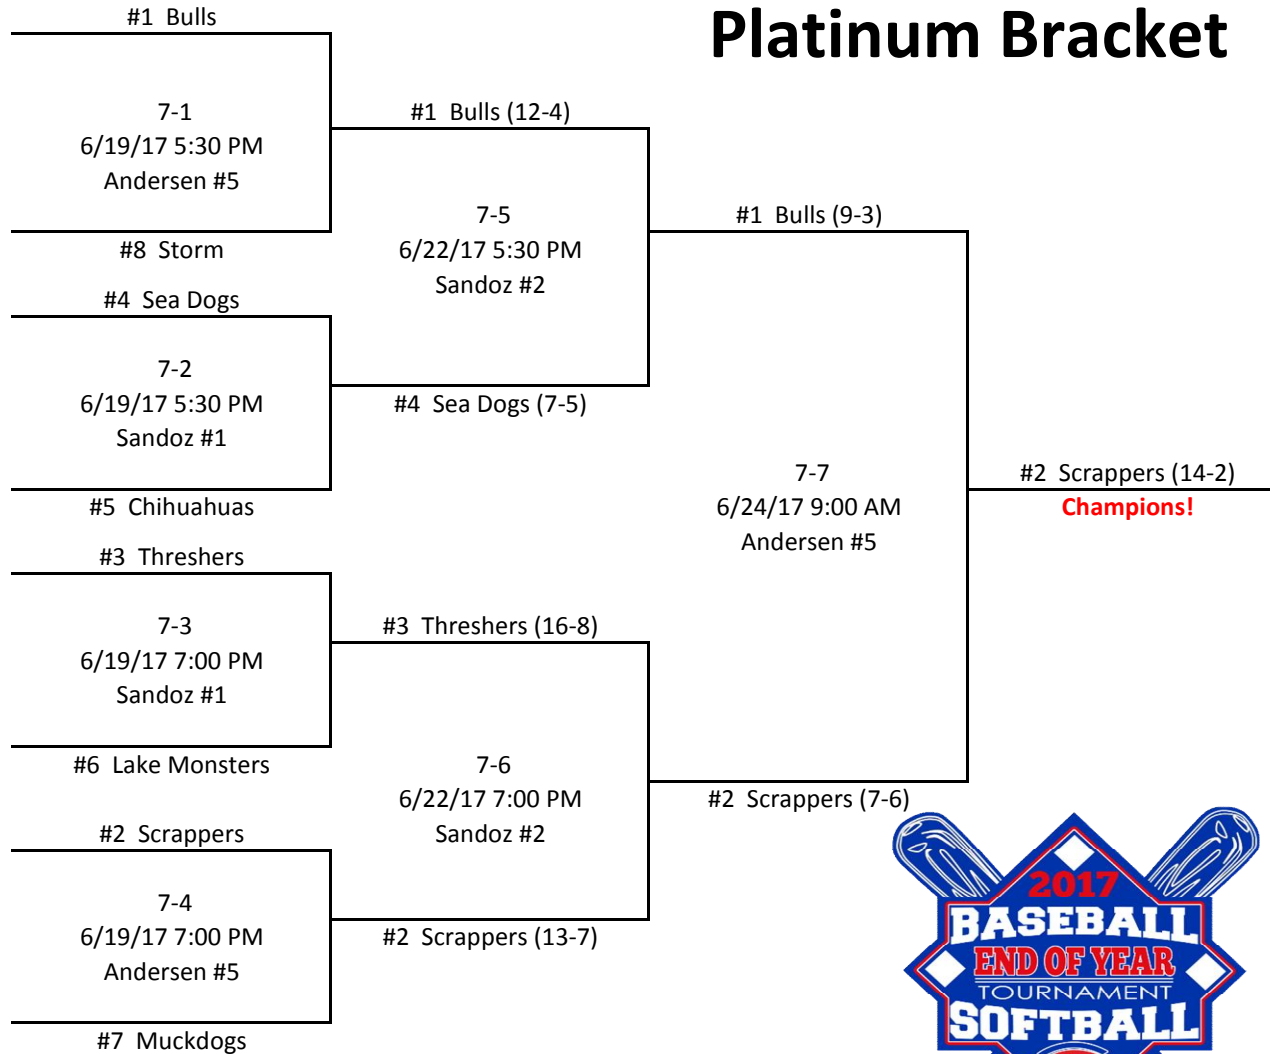 Platinum Bracket
#1 Bulls
7-1
6/19/17 5:30 PM
Andersen #5
#8 Storm
#4 Sea Dogs
7-2
6/19/17 5:30 PM
Sandoz #1
#5 Chihuahuas
#3 Threshers
7-3
6/19/17 7:00 PM
Sandoz #1
#6 Lake Monsters
#2 Scrappers
7-4
6/19/17 7:00 PM
Andersen #5
#7 Muckdogs
#1 Bulls (12-4)
7-5
6/22/17 5:30 PM
Sandoz #2
#4 Sea Dogs (7-5)
#3 Threshers (16-8)
7-6
6/22/17 7:00 PM
Sandoz #2
#2 Scrappers (13-7)
#1 Bulls (9-3)
7-7
6/24/17 9:00 AM
Andersen #5
#2 Scrappers (7-6)
#2 Scrappers (14-2)
Champions!
2017
BASEBALL
END OF YEAR
TOURNAMENT
SOFTBALL